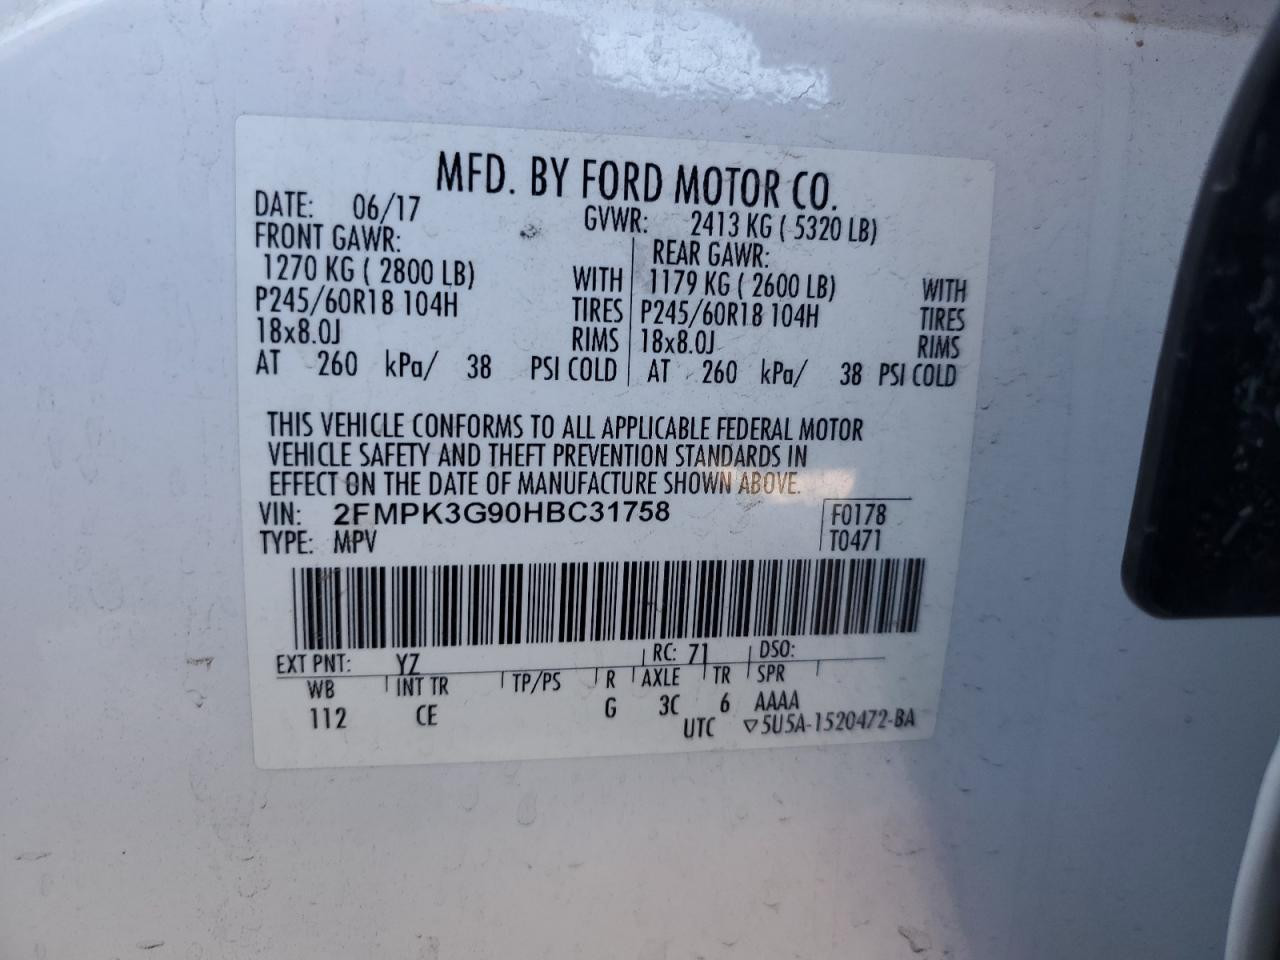 MFD. BY FORD MOTOR CO.
DATE: 06/17 GVWR: 2413 KG ( 5320 LB)
FRONT GAWR: REAR GAWR:
1270 KG ( 2800 LB) WITH 1179 KG ( 2600 LB) WITH
P245/60R18 104H TIRES P245/60R18 104H TIRES
18x8.0J RIMS 18x8.0J RIMS
AT 260 kPa/ 38 PSI COLD AT 260 kPa/ 38 PSI COLD
THIS VEHICLE CONFORMS TO ALL APPLICABLE FEDERAL MOTOR
VEHICLE SAFETY AND THEFT PREVENTION STANDARDS IN
EFFECT ON THE DATE OF MANUFACTURE SHOWN ABOVE.
VIN: 2FMPK3G90HBC31758 F0178
TYPE: MPV T0471
EXT PNT: YZ RC: 71 DSO:
WB INT TR TP/PS R AXLE TR SPR
112 CE G 3C 6 AAAA
UTC ▽5U5A-1520472-BA